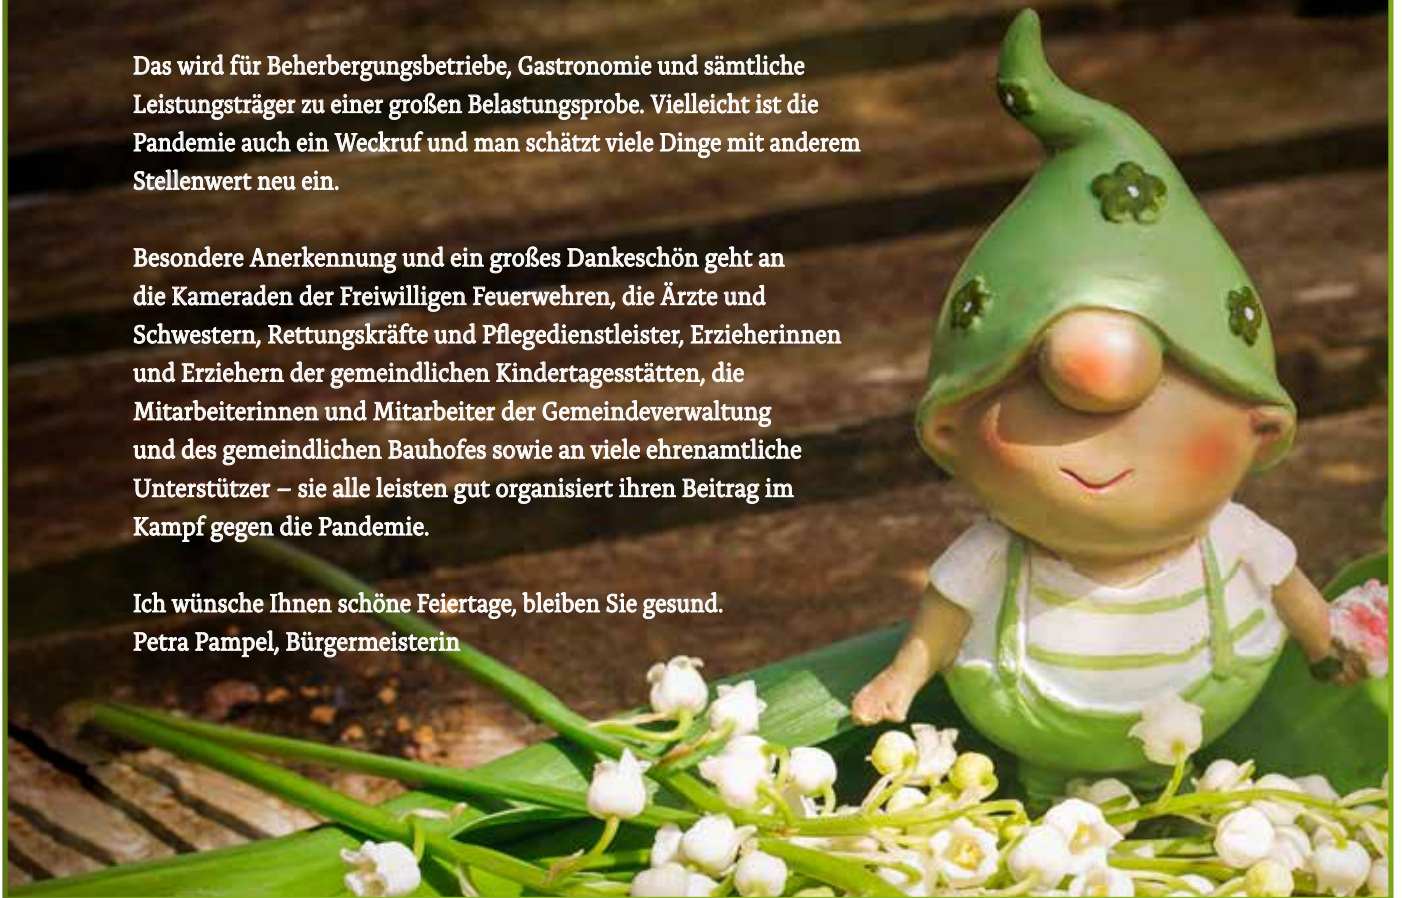 Das wird für Beherbergungsbetriebe, Gastronomie und sämtliche
Leistungsträger zu einer großen Belastungsprobe. Vielleicht ist die
Pandemie auch ein Weckruf und man schätzt viele Dinge mit anderem
Stellenwert neu ein.
Besondere Anerkennung und ein großes Dankeschön geht an
die Kameraden der Freiwilligen Feuerwehren, die Ärzte und
Schwestern, Rettungskräfte und Pflegedienstleister, Erzieherinnen
und Erziehern der gemeindlichen Kindertagesstätten, die
Mitarbeiterinnen und Mitarbeiter der Gemeindeverwaltung
und des gemeindlichen Bauhofes sowie an viele ehrenamtliche
Unterstützer – sie alle leisten gut organisiert ihren Beitrag im
Kampf gegen die Pandemie.
Ich wünsche Ihnen schöne Feiertage, bleiben Sie gesund.
Petra Pampel, Bürgermeisterin